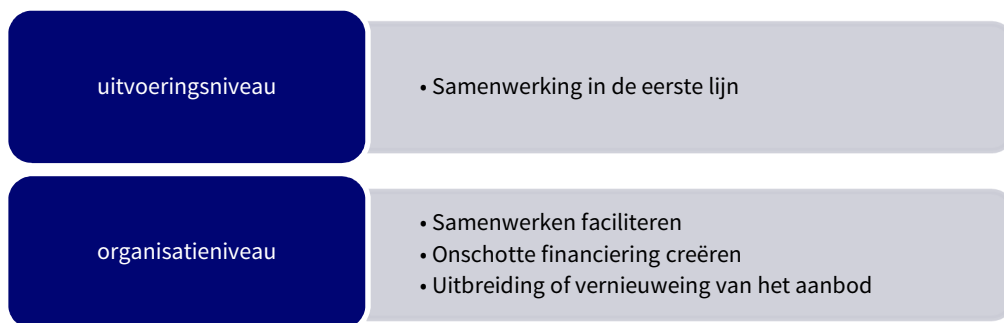 uitvoeringsniveau
• Samenwerking in de eerste lijn
organisatieniveau
• Samenwerken faciliteren
• Onschotte financiering creëren
• Uitbreiding of vernieuweing van het aanbod